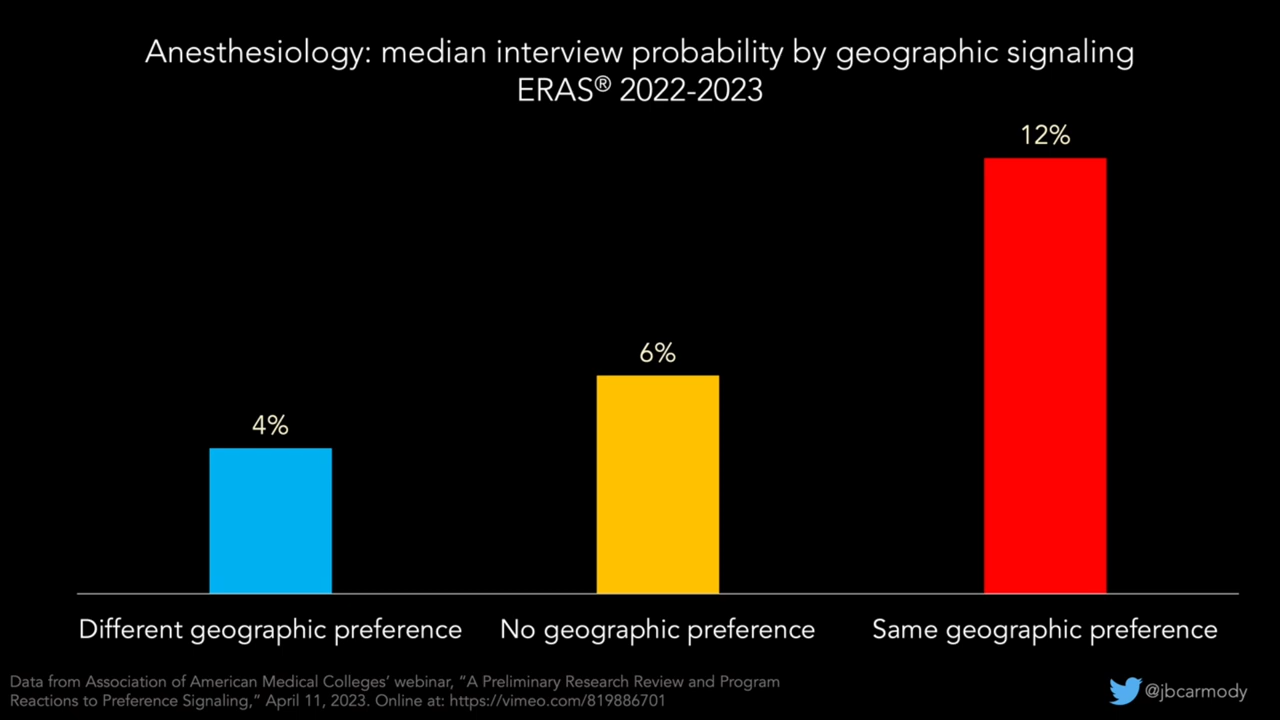 Anesthesiology: median interview probability by geographic signaling
ERAS® 2022-2023
12%
6%
4%
Different geographic preference
No geographic preference
Same geographic preference
Data from Association of American Medical Colleges’ webinar, “A Preliminary Research Review and Program
Reactions to Preference Signaling,” April 11, 2023. Online at: https://vimeo.com/819886701
@jbcarmody